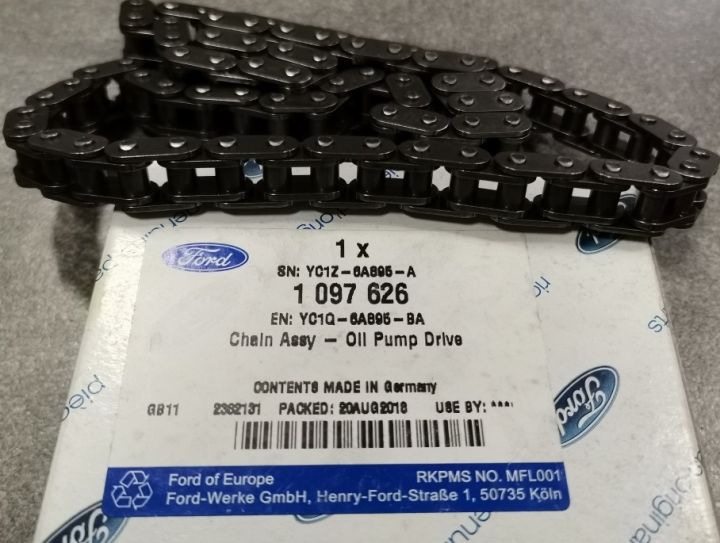 Ford
1 x
SN: YC1Z-6A895-A
1 097 626
EN: YC1Q-6A895-BA
Chain Assy - Oil Pump Drive
CONTENTS MADE IN Germany
GB11 2382131 PACKED: 20AUG2018 USE BY: ****
Ford of Europe
RKPMS NO. MFL001
Ford-Werke GmbH, Henry-Ford-Straße 1, 50735 Köln
Ford